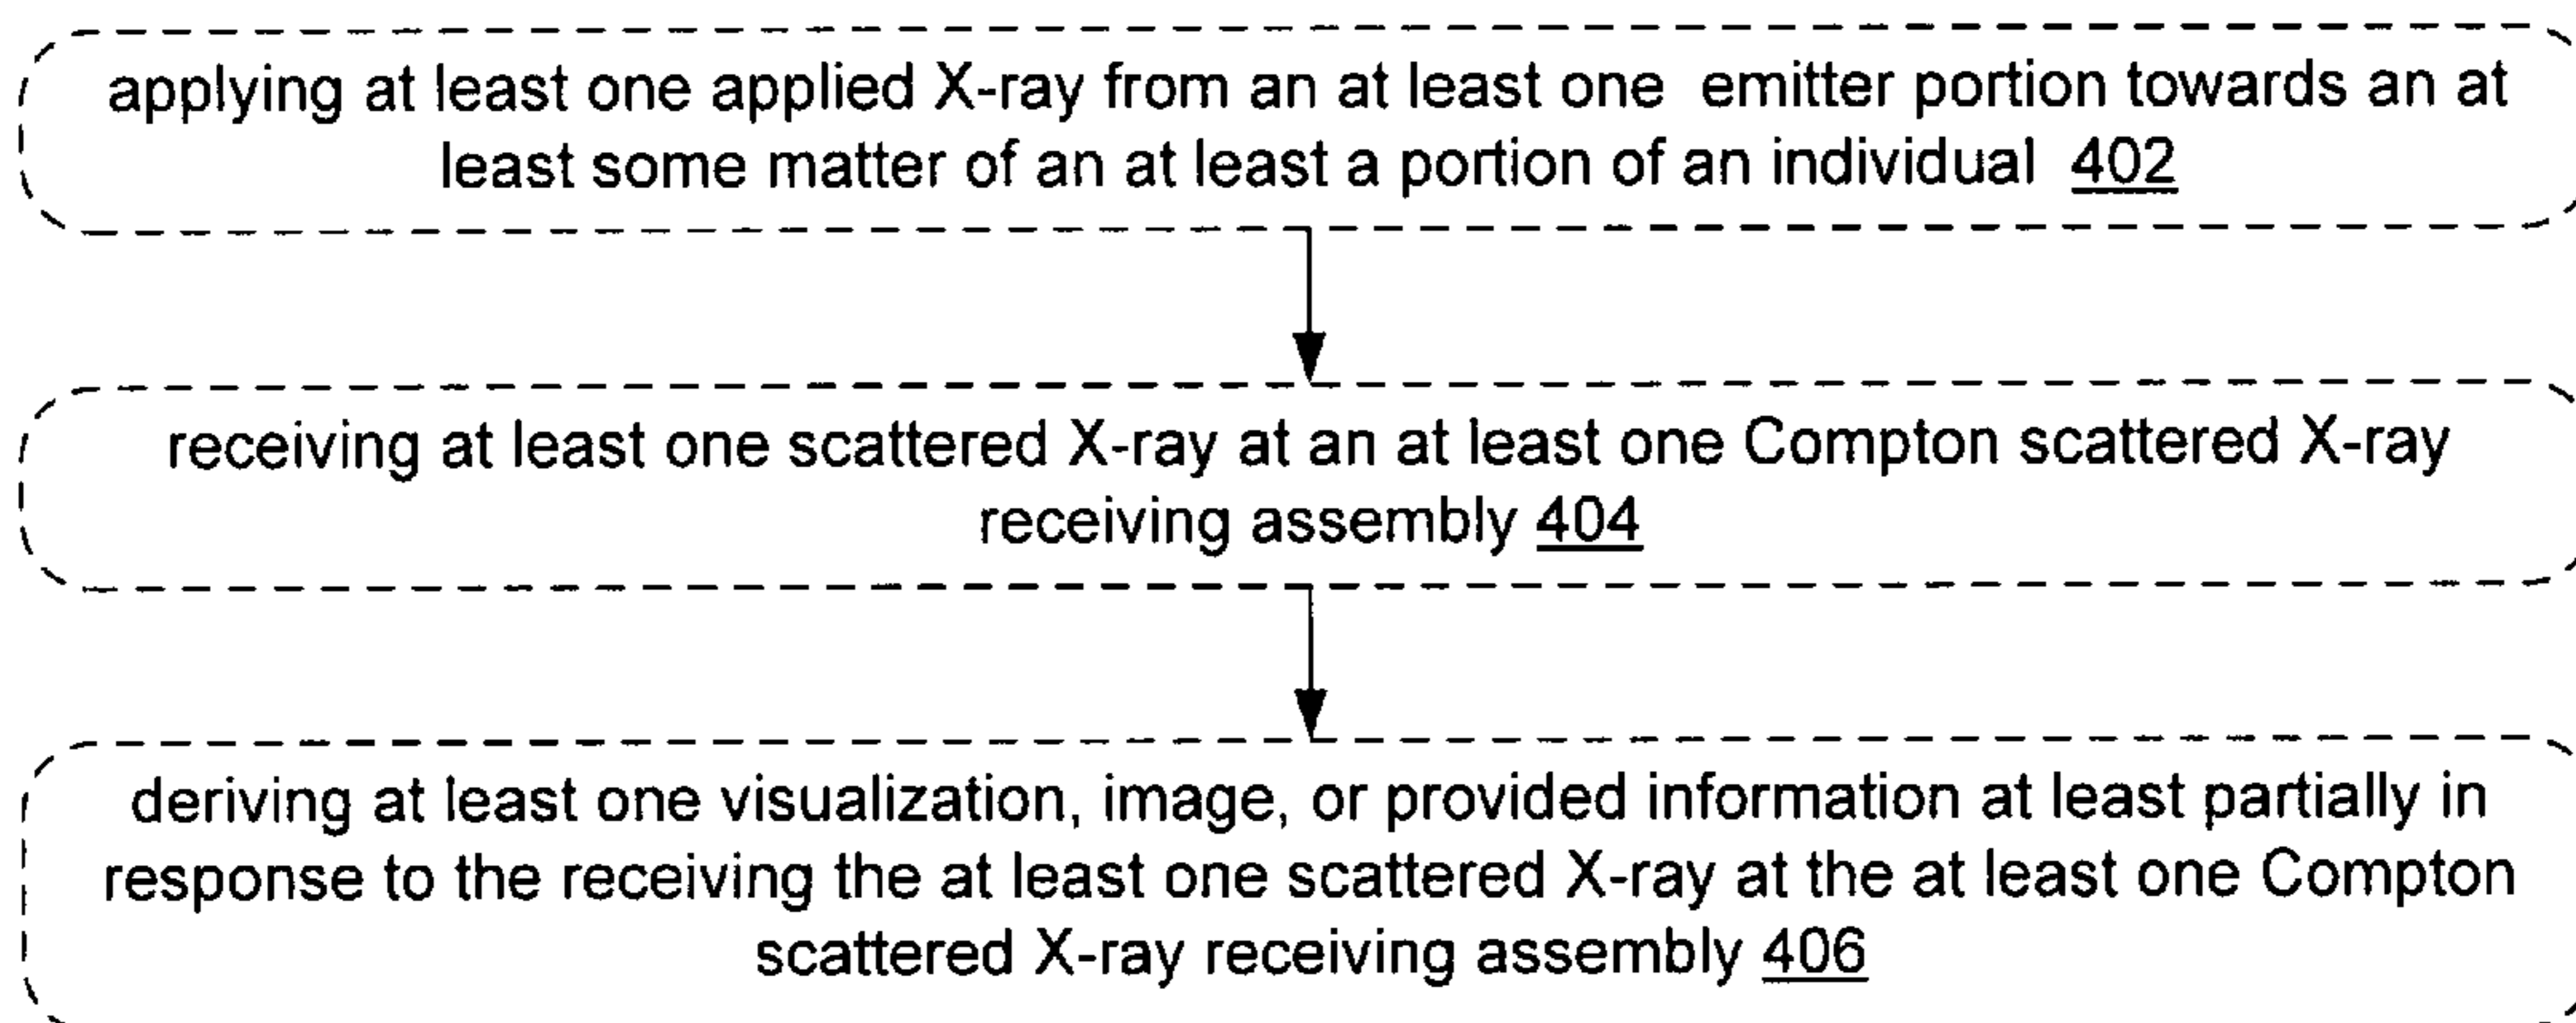 applying at least one applied X-ray from an at least one emitter portion towards an at
least some matter of an at least a portion of an individual 402
receiving at least one scattered X-ray at an at least one Compton scattered X-ray
receiving assembly 404
deriving at least one visualization, image, or provided information at least partially in
response to the receiving the at least one scattered X-ray at the at least one Compton
scattered X-ray receiving assembly 406